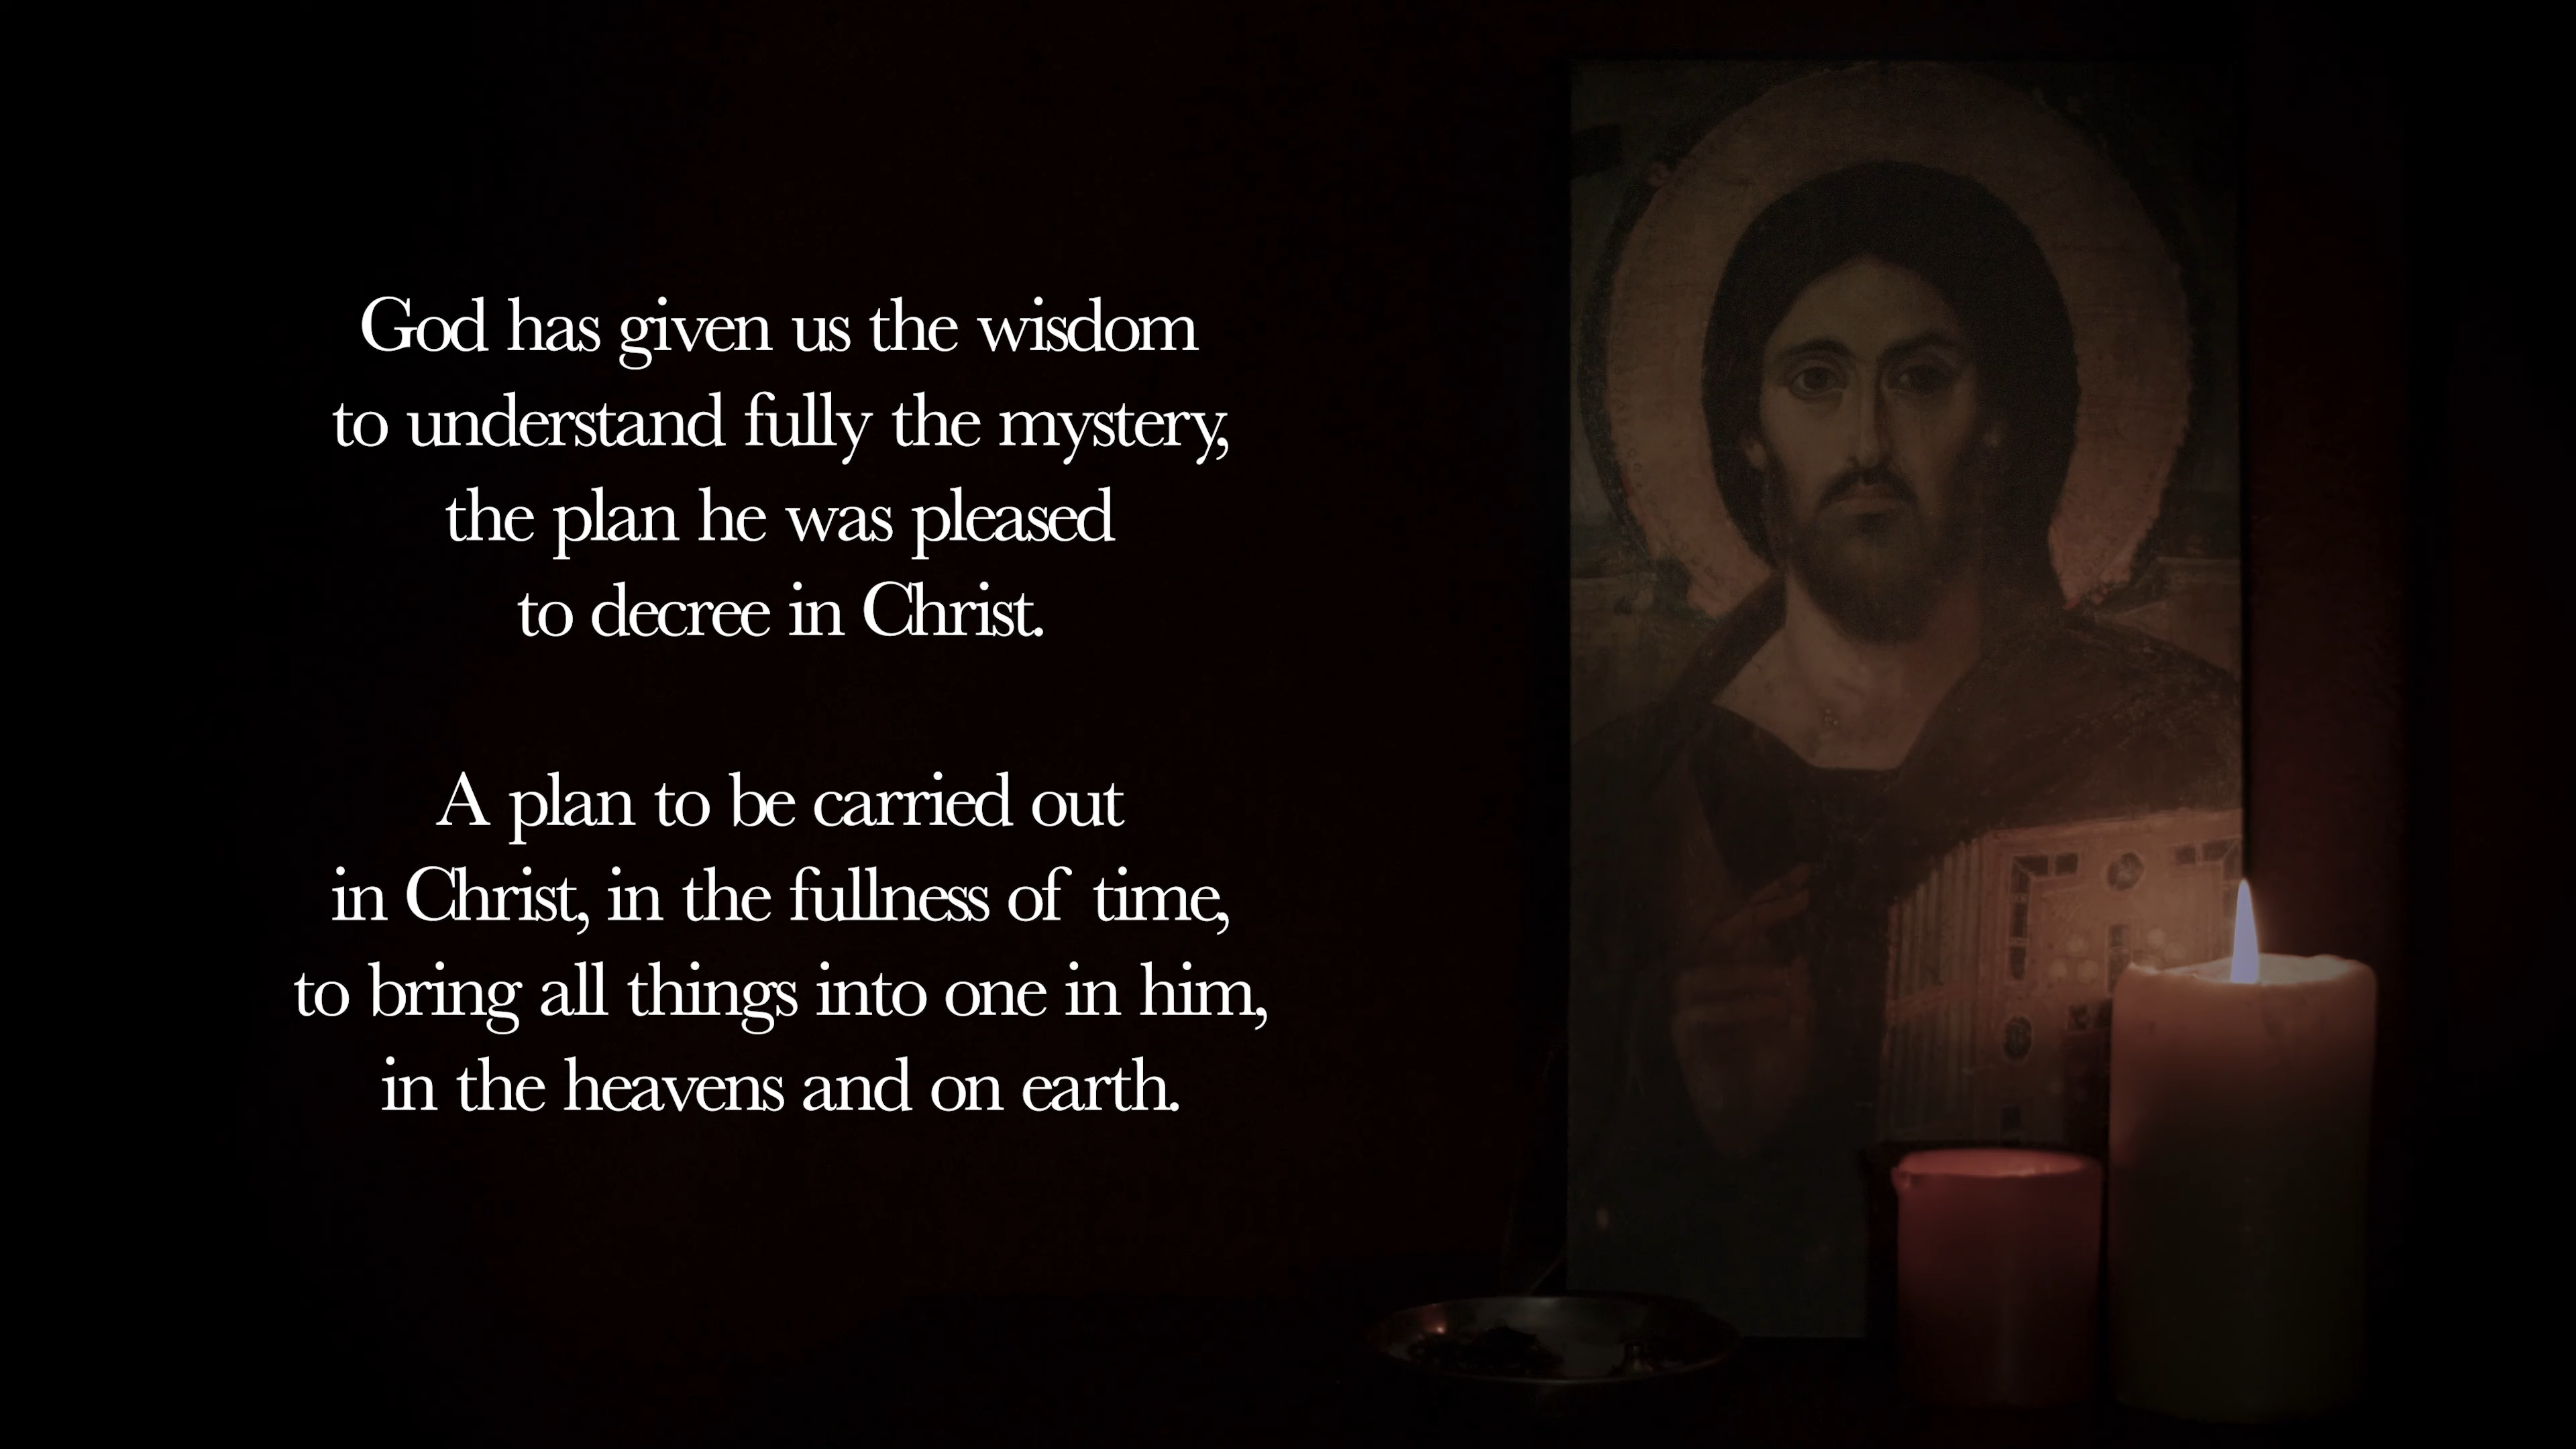 God has given us the wisdom
to understand fully the mystery,
the plan he was pleased
to decree in Christ.
A plan to be carried out
in Christ, in the fullness of time,
to bring all things into one in him,
in the heavens and on earth.